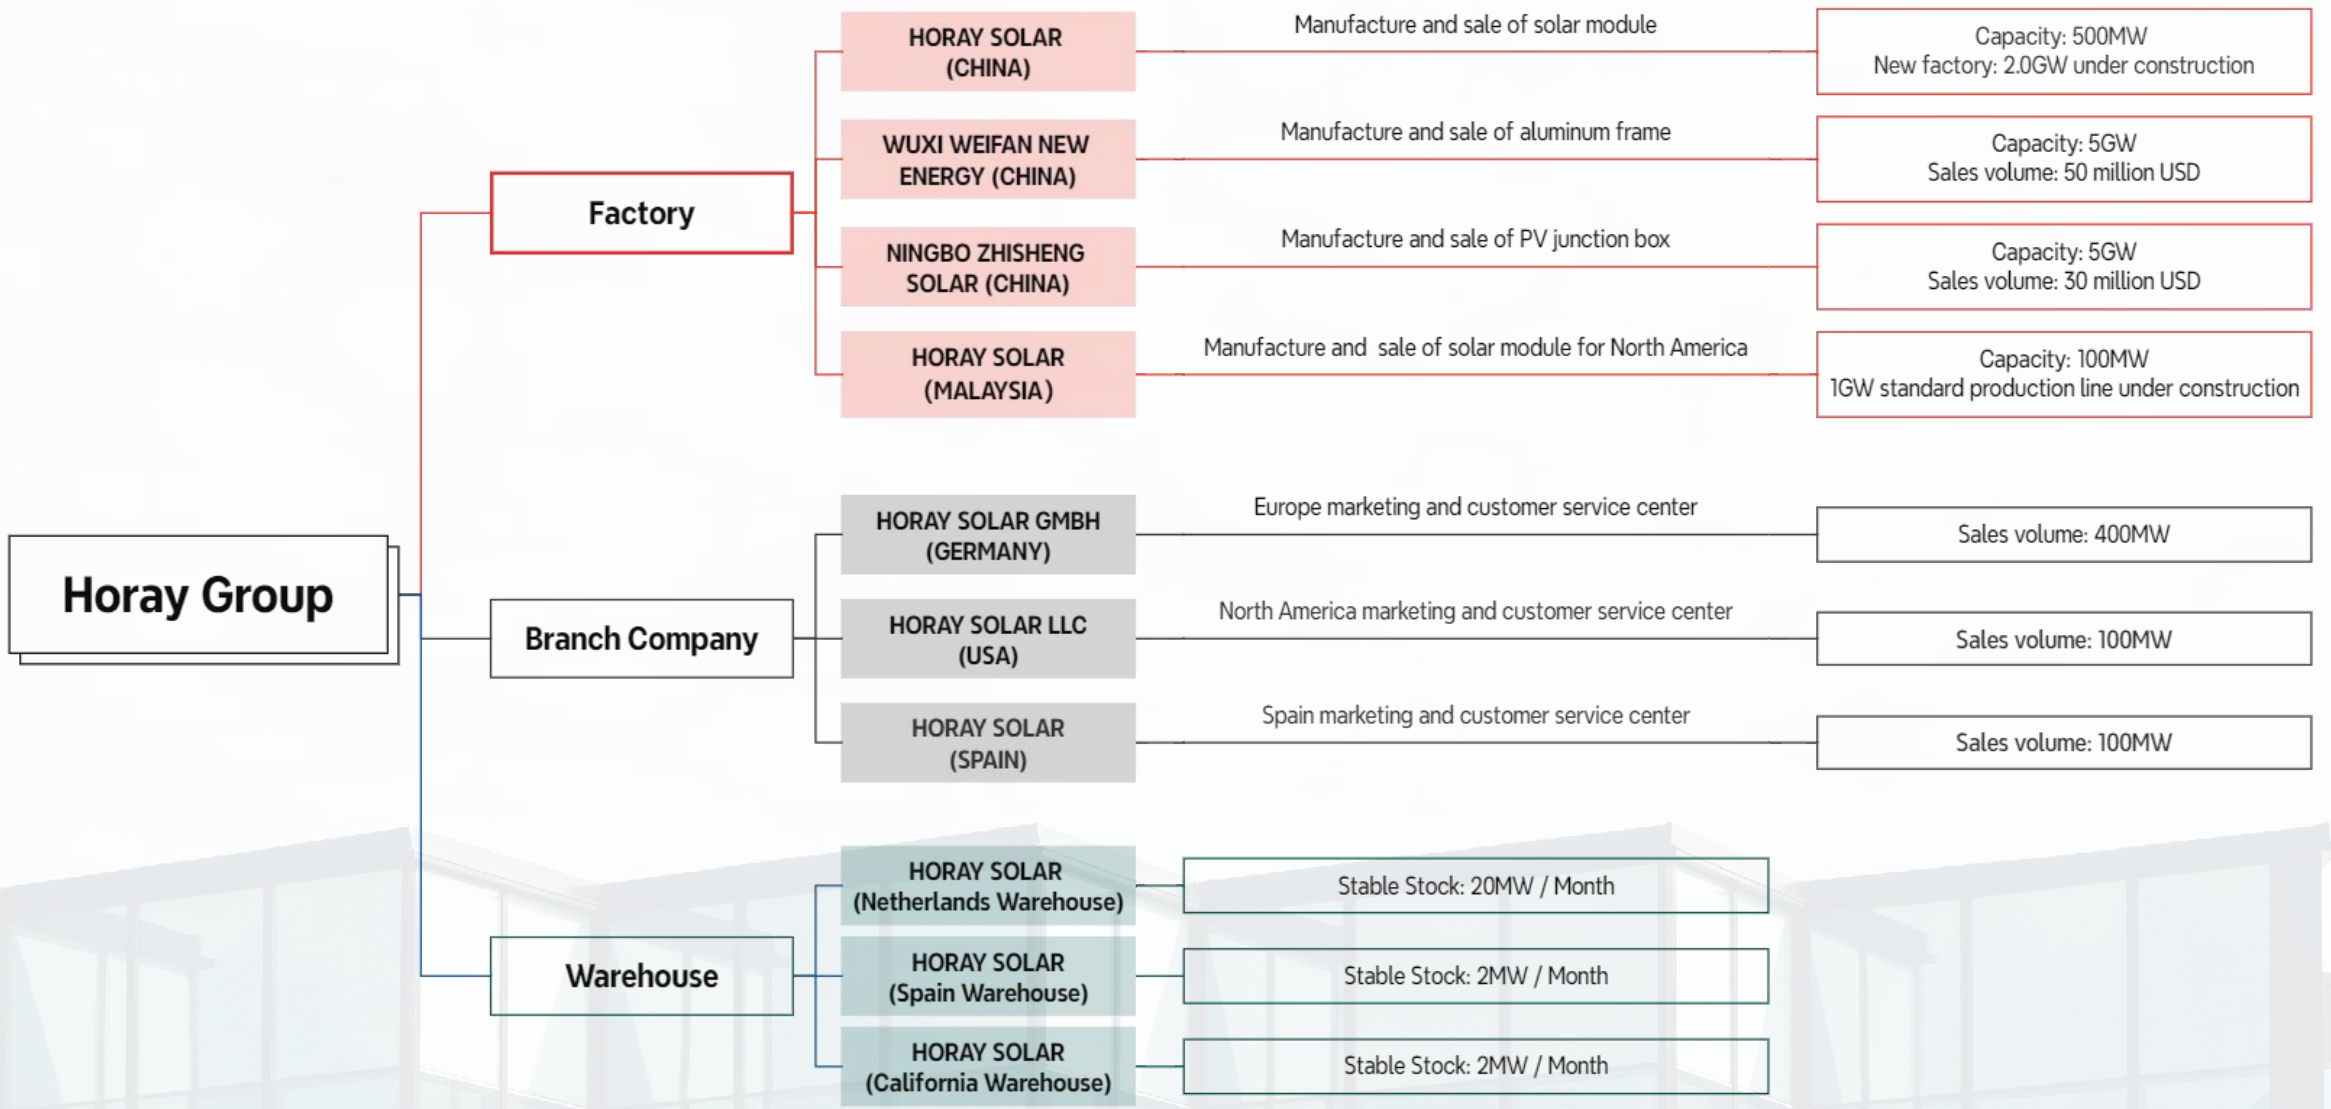 Horay Group
Factory
HORAY SOLAR
(CHINA)
Manufacture and sale of solar module
Capacity: 500MW
New factory: 2.0GW under construction
WUXI WEIFAN NEW
ENERGY (CHINA)
Manufacture and sale of aluminum frame
Capacity: 5GW
Sales volume: 50 million USD
NINGBO ZHISHENG
SOLAR (CHINA)
Manufacture and sale of PV junction box
Capacity: 5GW
Sales volume: 30 million USD
HORAY SOLAR
(MALAYSIA)
Manufacture and sale of solar module for North America
Capacity: 100MW
1GW standard production line under construction
Branch Company
HORAY SOLAR GMBH
(GERMANY)
Europe marketing and customer service center
Sales volume: 400MW
HORAY SOLAR LLC
(USA)
North America marketing and customer service center
Sales volume: 100MW
HORAY SOLAR
(SPAIN)
Spain marketing and customer service center
Sales volume: 100MW
Warehouse
HORAY SOLAR
(Netherlands Warehouse)
Stable Stock: 20MW / Month
HORAY SOLAR
(Spain Warehouse)
Stable Stock: 2MW / Month
HORAY SOLAR
(California Warehouse)
Stable Stock: 2MW / Month